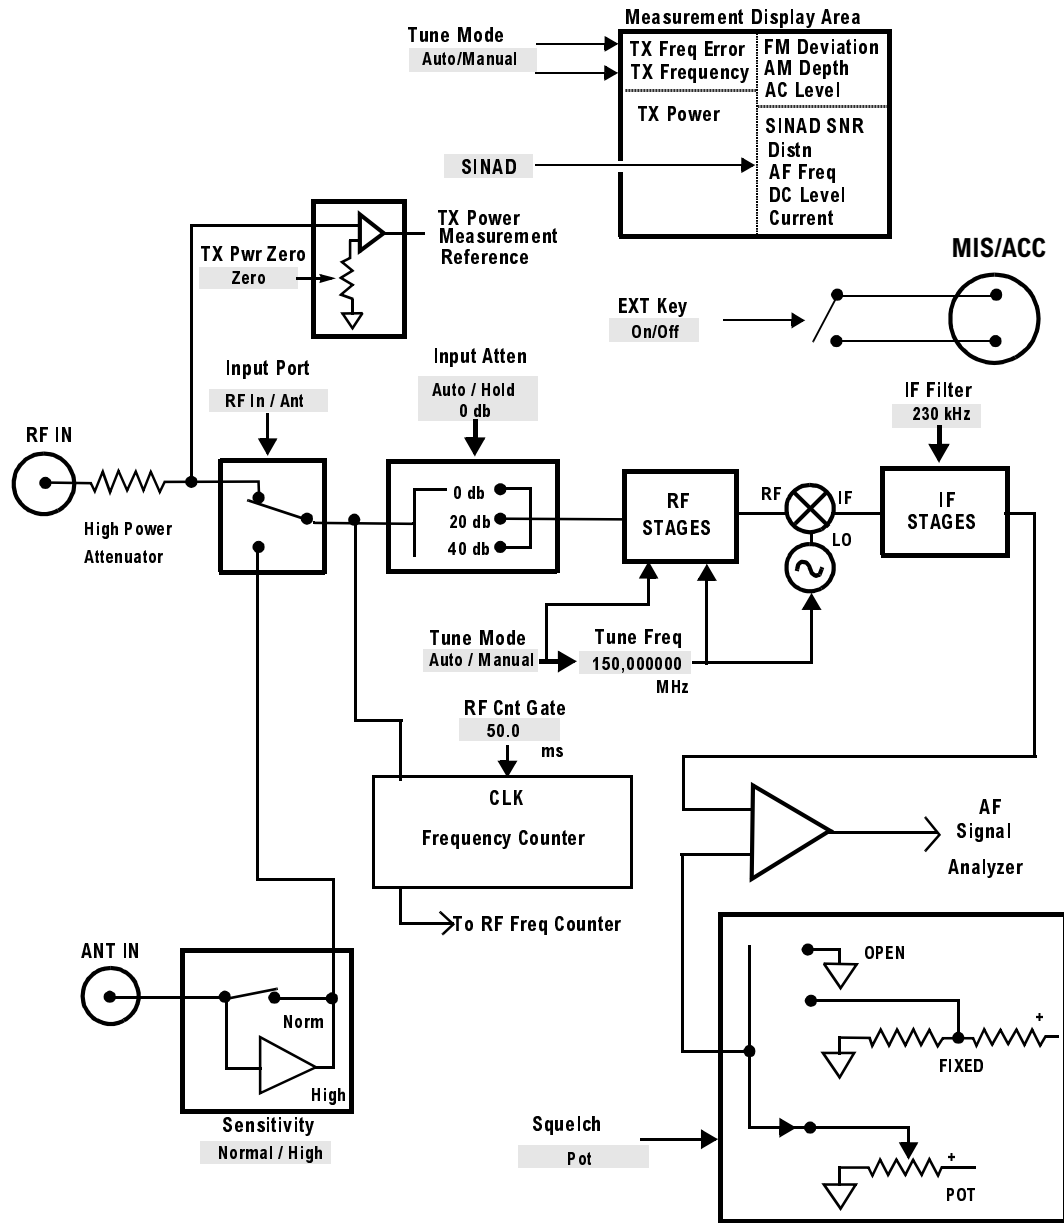 Measurement Display Area
Tune Mode
Auto/Manual
TX Freq Error
TX Frequency
FM Deviation
AM Depth
AC Level
TX Power
SINAD SNR
Distn
AF Freq
DC Level
Current
SINAD
TX Power
Measurement
Reference
TX Pwr Zero
Zero
MIS/ACC
EXT Key
On/Off
Input Port
RF In / Ant
Input Atten
Auto / Hold
0 db
IF Filter
230 kHz
RF IN
High Power
Attenuator
0 db
20 db
40 db
RF
STAGES
RF
IF
LO
IF
STAGES
Tune Mode
Auto / Manual
Tune Freq
150,000000
MHz
RF Cnt Gate
50.0
ms
CLK
Frequency Counter
To RF Freq Counter
AF
Signal
Analyzer
ANT IN
Norm
High
Sensitivity
Normal / High
OPEN
+
FIXED
Squelch
Pot
+
POT